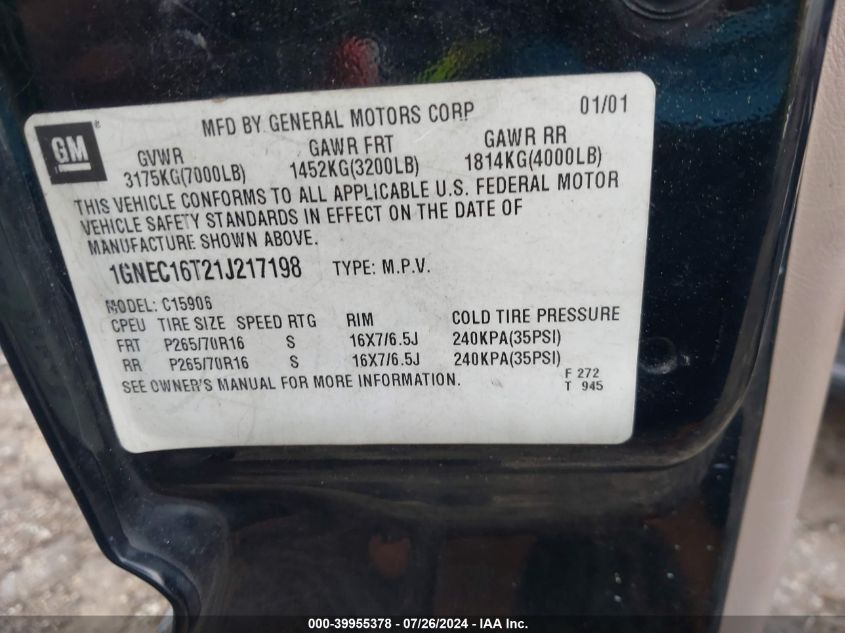 MFD BY GENERAL MOTORS CORP 01/01
GM®
GVWR GAWR FRT GAWR RR
3175KG(7000LB) 1452KG(3200LB) 1814KG(4000LB)
THIS VEHICLE CONFORMS TO ALL APPLICABLE U.S. FEDERAL MOTOR
VEHICLE SAFETY STANDARDS IN EFFECT ON THE DATE OF
MANUFACTURE SHOWN ABOVE.
1GNEC16T21J217198 TYPE: M.P.V.
MODEL: C15906
CPEU TIRE SIZE SPEED RTG RIM COLD TIRE PRESSURE
FRT P265/70R16 S 16X7/6.5J 240KPA(35PSI)
RR P265/70R16 S 16X7/6.5J 240KPA(35PSI)
SEE OWNER'S MANUAL FOR MORE INFORMATION.
F 272
T 945
000-39955378 - 07/26/2024 - IAA Inc.